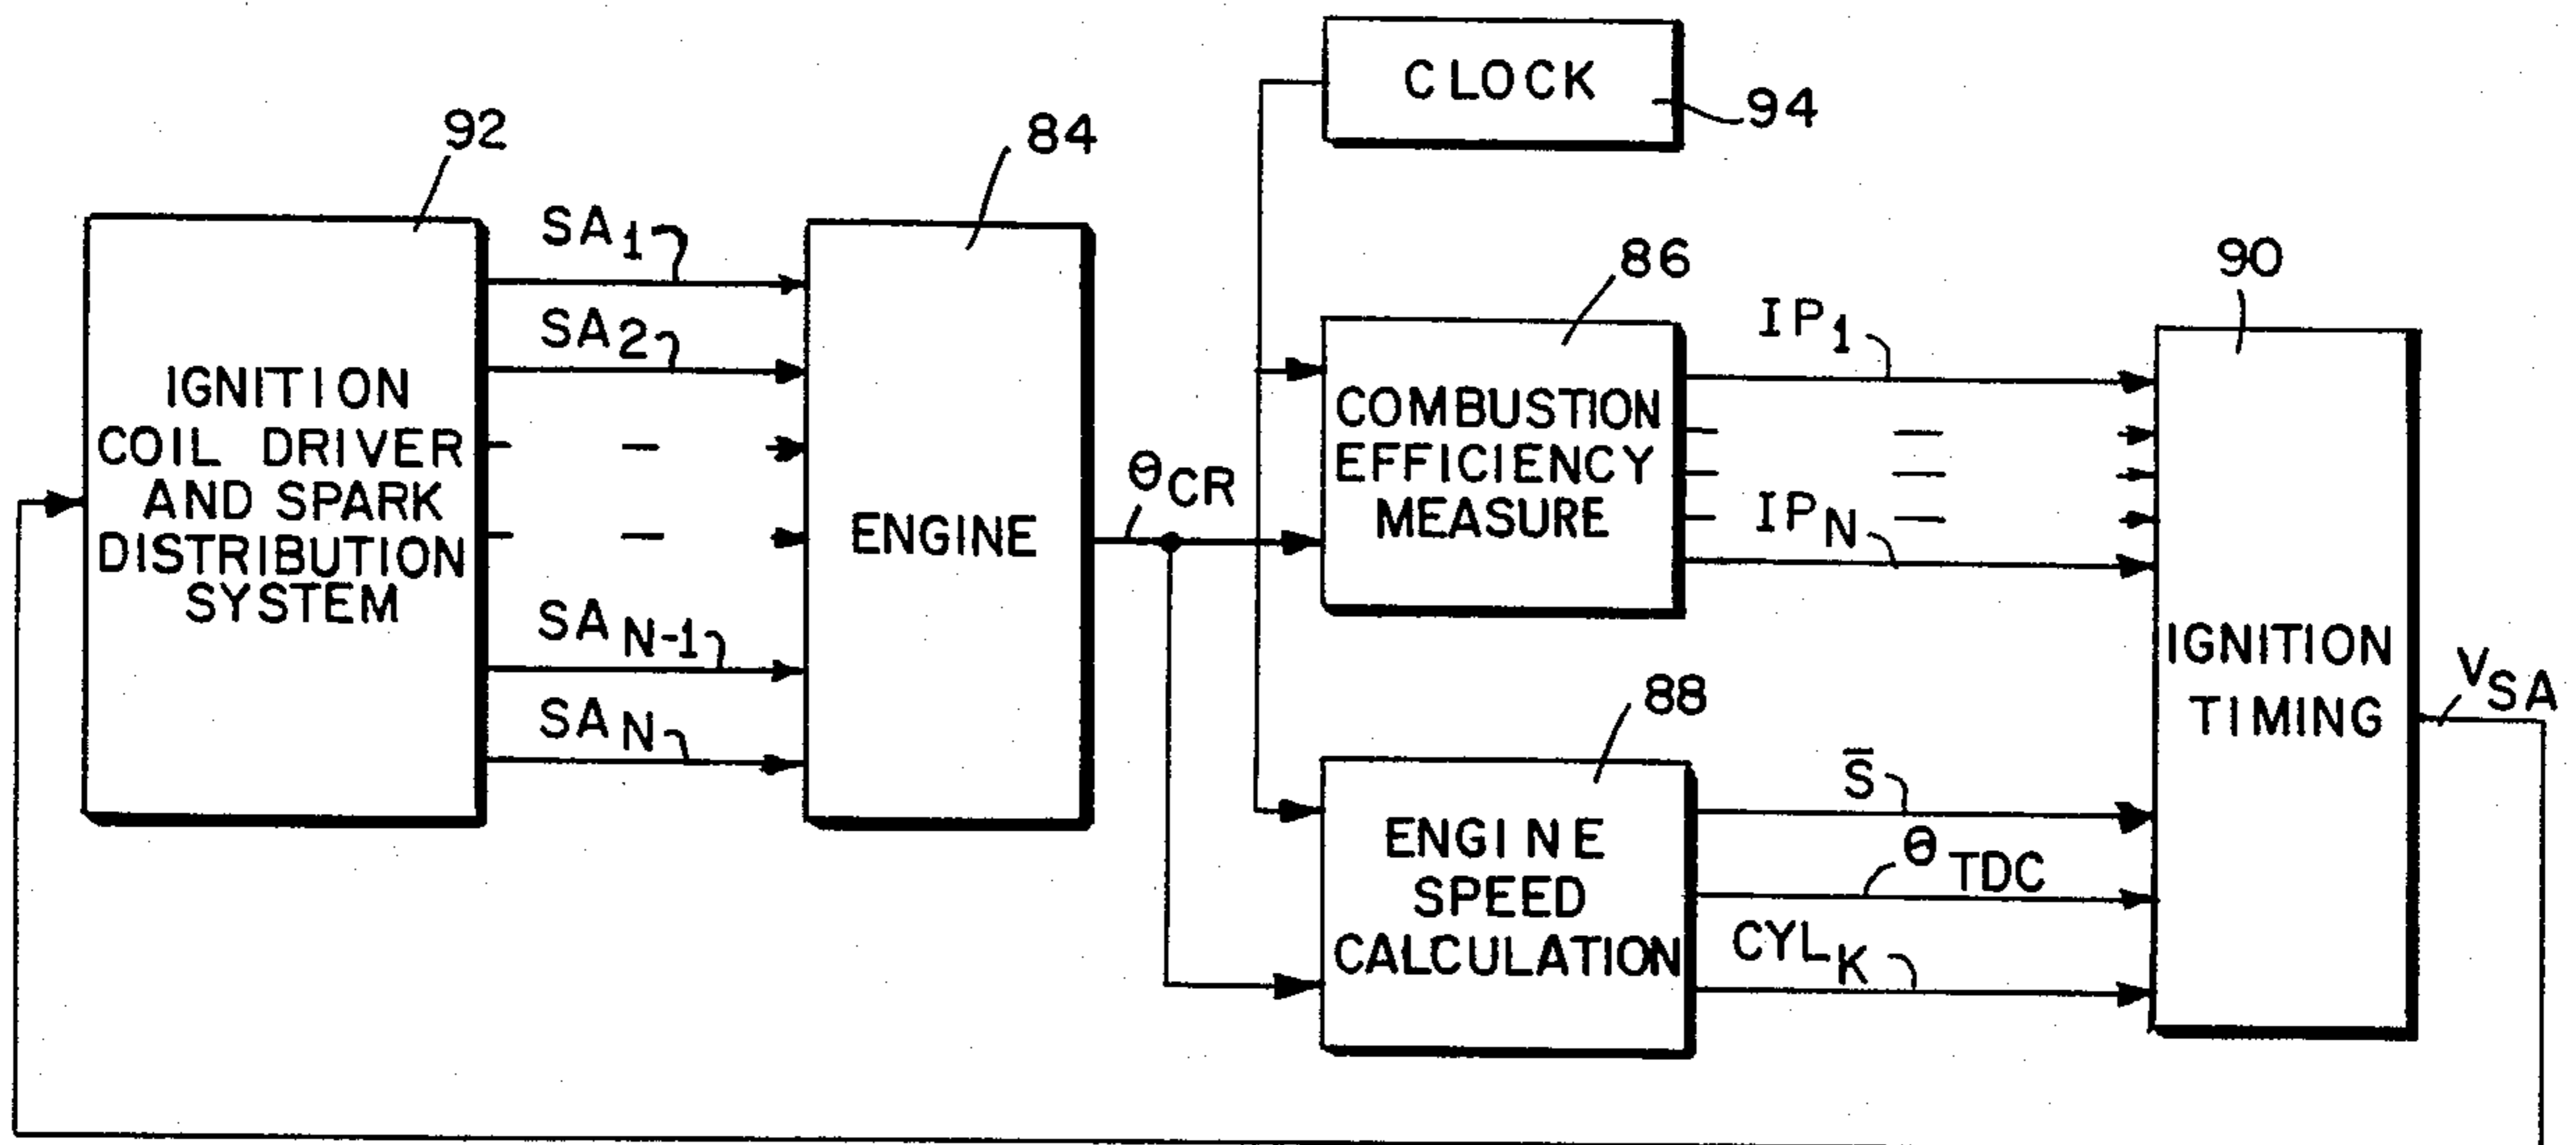 CLOCK
94
92
84
SA1
SA2
SAN-1
SAN
IGNITION
COIL DRIVER
AND SPARK
DISTRIBUTION
SYSTEM
ENGINE
θCR
86
COMBUSTION
EFFICIENCY
MEASURE
IP1
IPN
90
IGNITION
TIMING
VSA
88
ENGINE
SPEED
CALCULATION
S̄
θTDC
CYLK